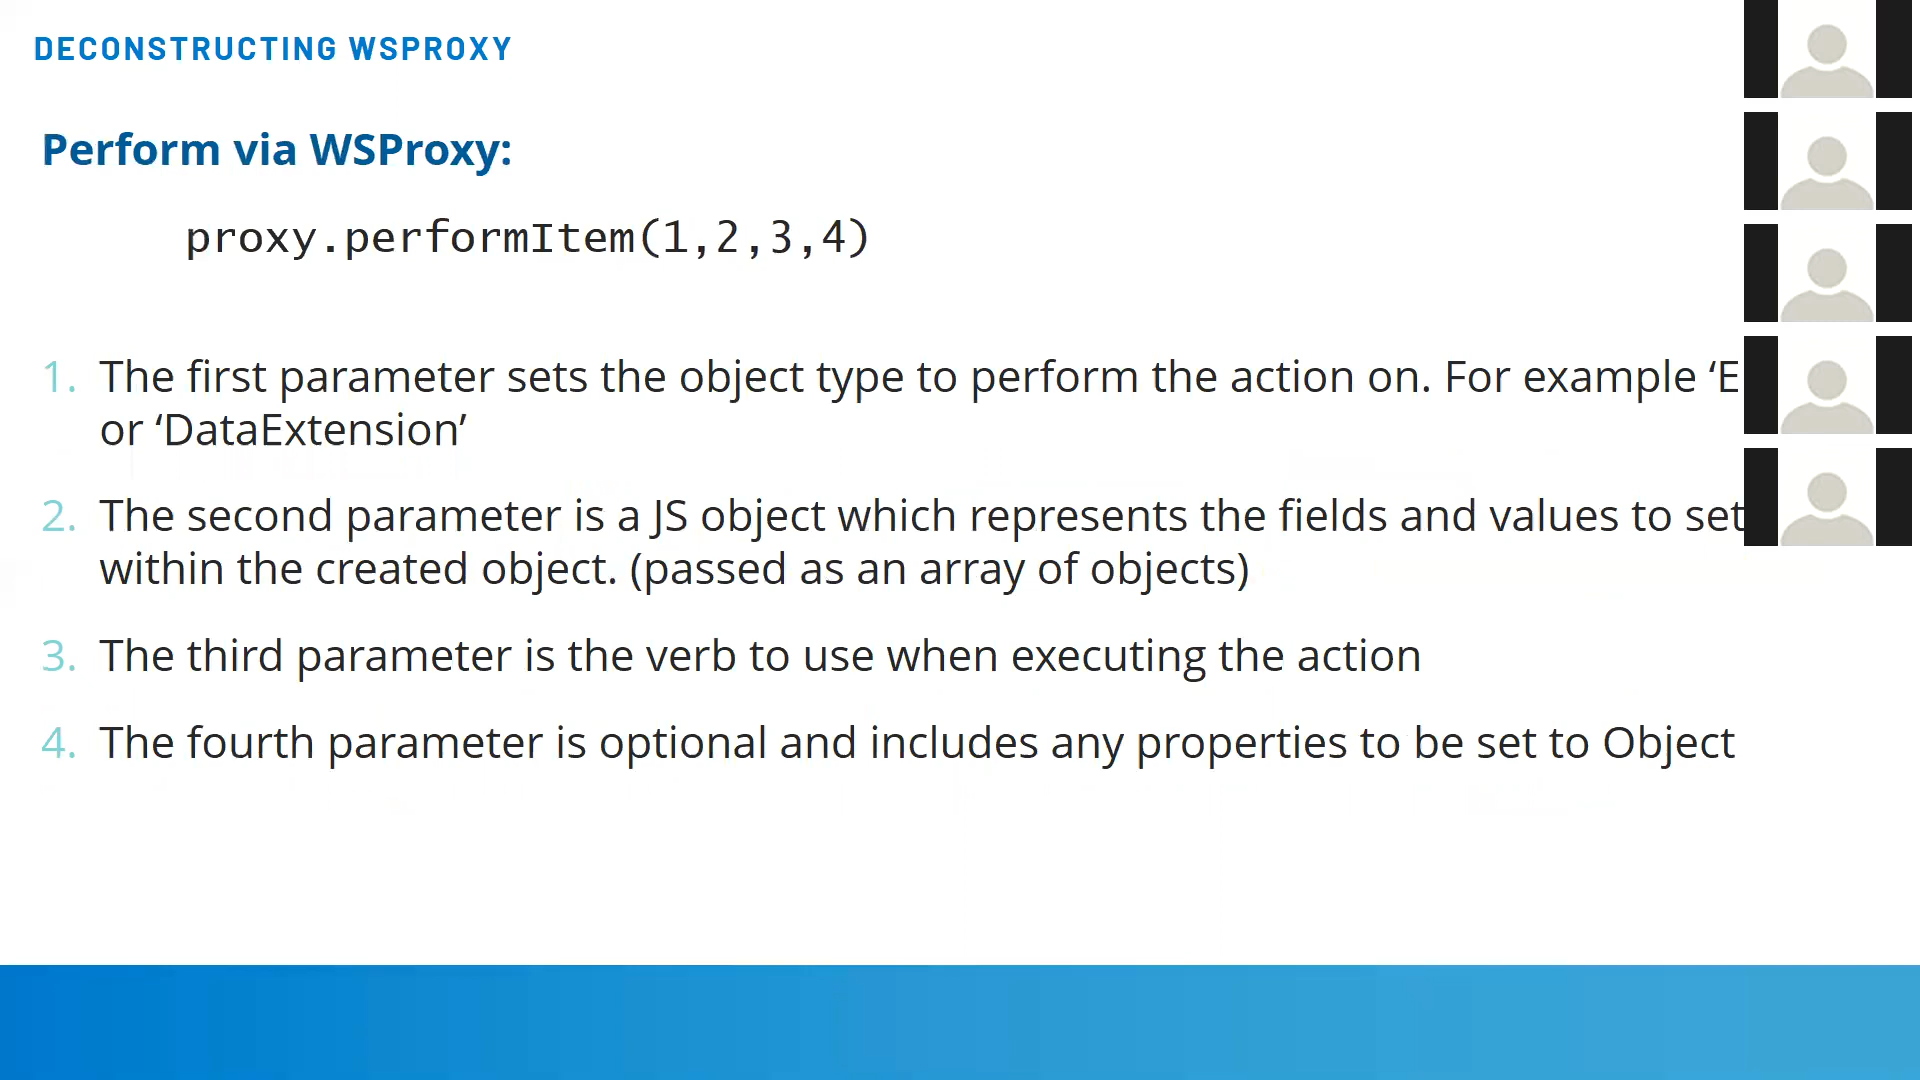 DECONSTRUCTING WSPROXY
Perform via WSProxy:
proxy.performItem(1,2,3,4)
1. The first parameter sets the object type to perform the action on. For example ‘E
or ‘DataExtension’
2. The second parameter is a JS object which represents the fields and values to set
within the created object. (passed as an array of objects)
3. The third parameter is the verb to use when executing the action
4. The fourth parameter is optional and includes any properties to be set to Object